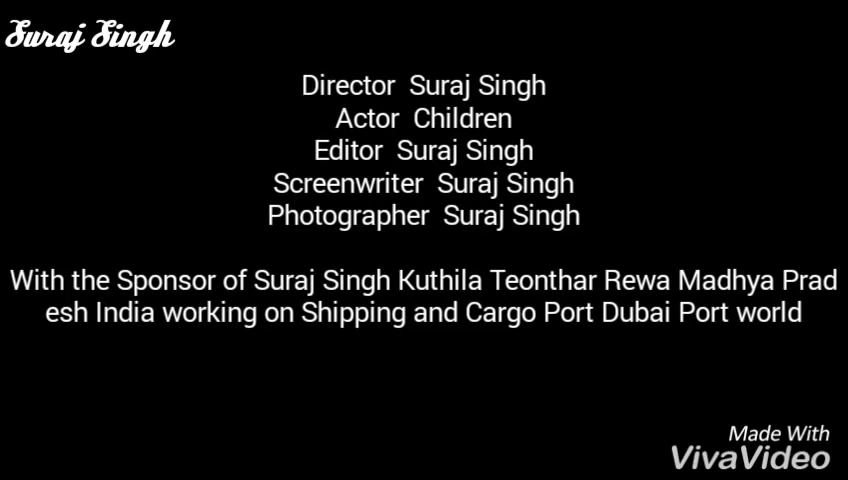 Suraj Singh
Director Suraj Singh
Actor Children
Editor Suraj Singh
Screenwriter Suraj Singh
Photographer Suraj Singh
With the Sponsor of Suraj Singh Kuthila Teonthar Rewa Madhya Prad
esh India working on Shipping and Cargo Port Dubai Port world
Made With
VivaVideo